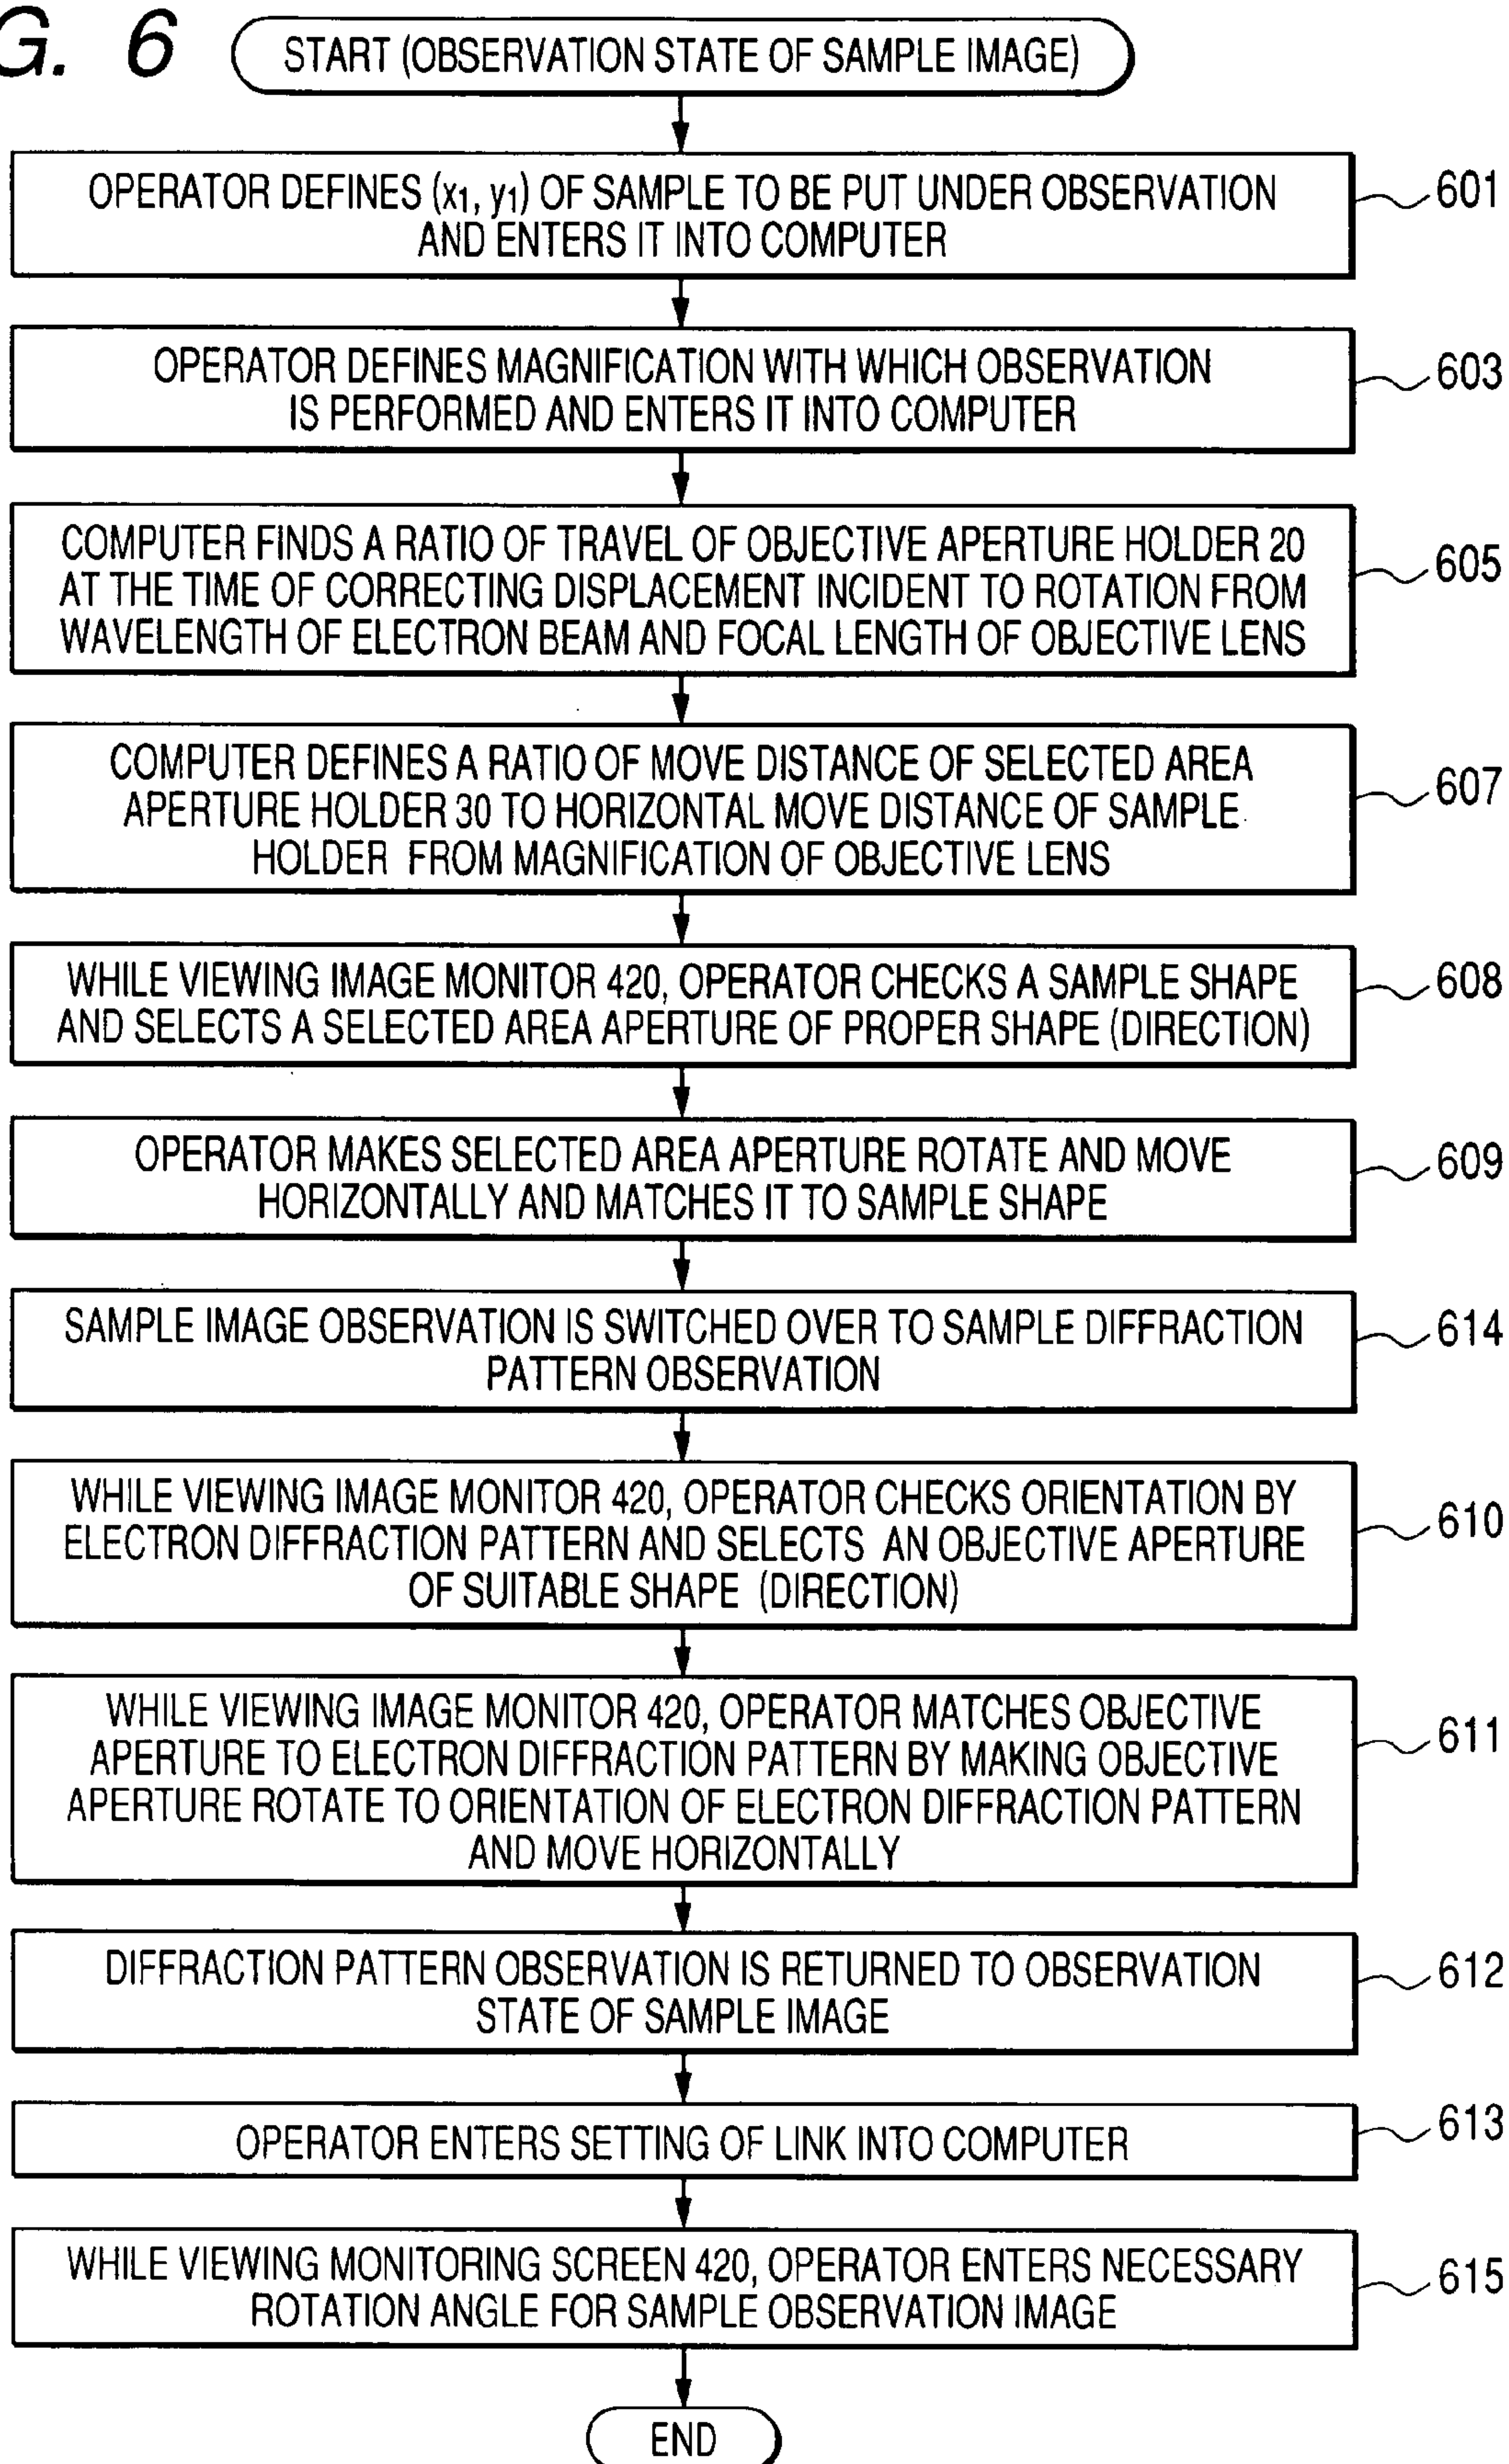 G. 6
START (OBSERVATION STATE OF SAMPLE IMAGE)
OPERATOR DEFINES (x1, y1) OF SAMPLE TO BE PUT UNDER OBSERVATION
AND ENTERS IT INTO COMPUTER
601
OPERATOR DEFINES MAGNIFICATION WITH WHICH OBSERVATION
IS PERFORMED AND ENTERS IT INTO COMPUTER
603
COMPUTER FINDS A RATIO OF TRAVEL OF OBJECTIVE APERTURE HOLDER 20
AT THE TIME OF CORRECTING DISPLACEMENT INCIDENT TO ROTATION FROM
WAVELENGTH OF ELECTRON BEAM AND FOCAL LENGTH OF OBJECTIVE LENS
605
COMPUTER DEFINES A RATIO OF MOVE DISTANCE OF SELECTED AREA
APERTURE HOLDER 30 TO HORIZONTAL MOVE DISTANCE OF SAMPLE
HOLDER FROM MAGNIFICATION OF OBJECTIVE LENS
607
WHILE VIEWING IMAGE MONITOR 420, OPERATOR CHECKS A SAMPLE SHAPE
AND SELECTS A SELECTED AREA APERTURE OF PROPER SHAPE (DIRECTION)
608
OPERATOR MAKES SELECTED AREA APERTURE ROTATE AND MOVE
HORIZONTALLY AND MATCHES IT TO SAMPLE SHAPE
609
SAMPLE IMAGE OBSERVATION IS SWITCHED OVER TO SAMPLE DIFFRACTION
PATTERN OBSERVATION
614
WHILE VIEWING IMAGE MONITOR 420, OPERATOR CHECKS ORIENTATION BY
ELECTRON DIFFRACTION PATTERN AND SELECTS AN OBJECTIVE APERTURE
OF SUITABLE SHAPE (DIRECTION)
610
WHILE VIEWING IMAGE MONITOR 420, OPERATOR MATCHES OBJECTIVE
APERTURE TO ELECTRON DIFFRACTION PATTERN BY MAKING OBJECTIVE
APERTURE ROTATE TO ORIENTATION OF ELECTRON DIFFRACTION PATTERN
AND MOVE HORIZONTALLY
611
DIFFRACTION PATTERN OBSERVATION IS RETURNED TO OBSERVATION
STATE OF SAMPLE IMAGE
612
OPERATOR ENTERS SETTING OF LINK INTO COMPUTER
613
WHILE VIEWING MONITORING SCREEN 420, OPERATOR ENTERS NECESSARY
ROTATION ANGLE FOR SAMPLE OBSERVATION IMAGE
615
END